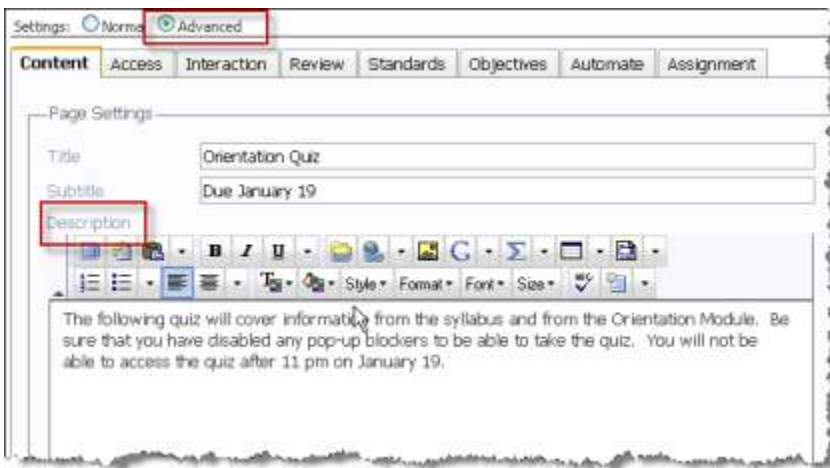 Settings: Normal Advanced
Content Access Interaction Review Standards Objectives Automate Assignment
Page Settings
Title Orientation Quiz
Subtitle Due January 19
Description
B I U G Σ
Style Format Font Size
The following quiz will cover information from the syllabus and from the Orientation Module. Be
sure that you have disabled any pop-up blockers to be able to take the quiz. You will not be
able to access the quiz after 11 pm on January 19.